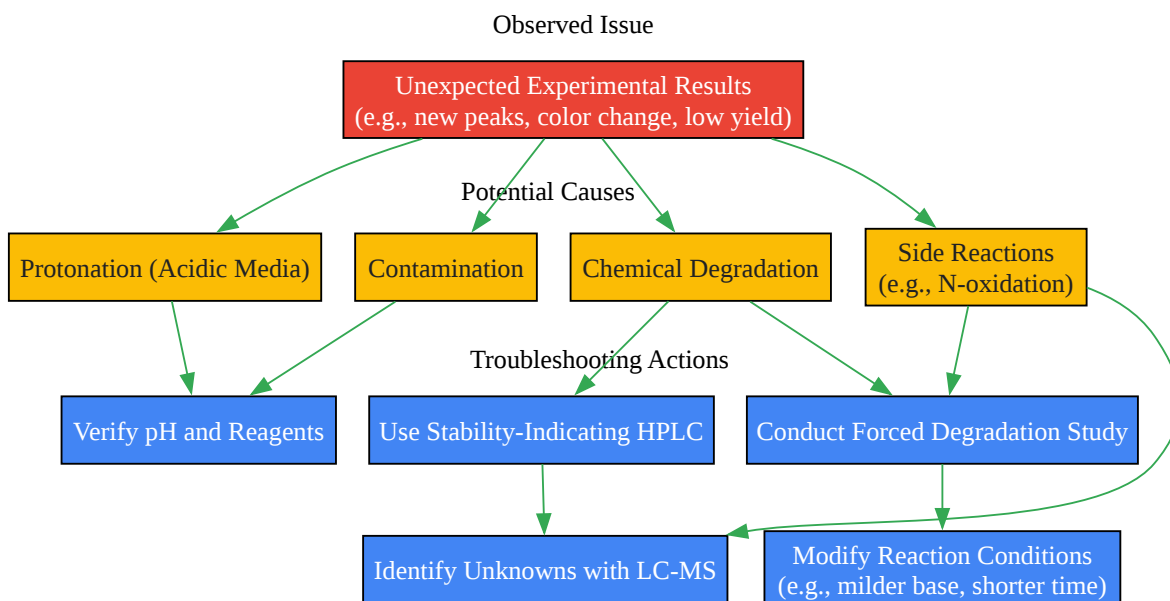 Observed Issue
Unexpected Experimental Results
(e.g., new peaks, color change, low yield)
Potential Causes
Protonation (Acidic Media)
Contamination
Chemical Degradation
Side Reactions
(e.g., N-oxidation)
Troubleshooting Actions
Verify pH and Reagents
Use Stability-Indicating HPLC
Conduct Forced Degradation Study
Identify Unknowns with LC-MS
Modify Reaction Conditions
(e.g., milder base, shorter time)